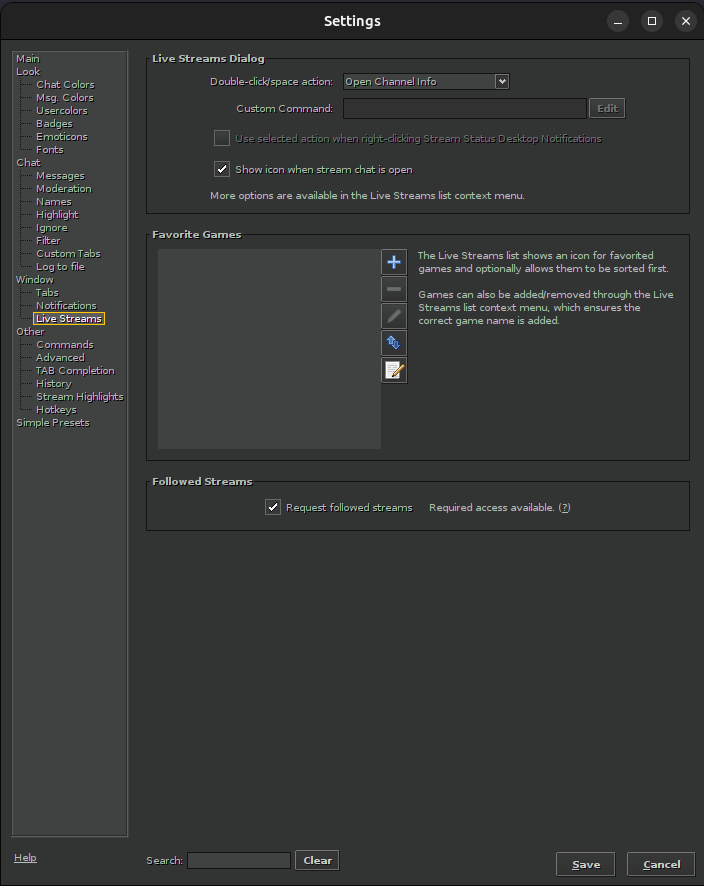 Settings
Main
Look
Chat Colors
Msg. Colors
Usercolors
Badges
Emoticons
Fonts
Chat
Messages
Moderation
Names
Highlight
Ignore
Filter
Custom Tabs
Log to file
Window
Tabs
Notifications
Live Streams
Other
Commands
Advanced
TAB Completion
History
Stream Highlights
Hotkeys
Simple Presets
Live Streams Dialog
Double-click/space action: Open Channel Info
Custom Command: Edit
Use selected action when right-clicking Stream Status Desktop Notifications
Show icon when stream chat is open
More options are available in the Live Streams list context menu.
Favorite Games
The Live Streams list shows an icon for favorited
games and optionally allows them to be sorted first.
Games can also be added/removed through the Live
Streams list context menu, which ensures the
correct game name is added.
Followed Streams
Request followed streams Required access available. (?)
Help
Search: Clear
Save Cancel